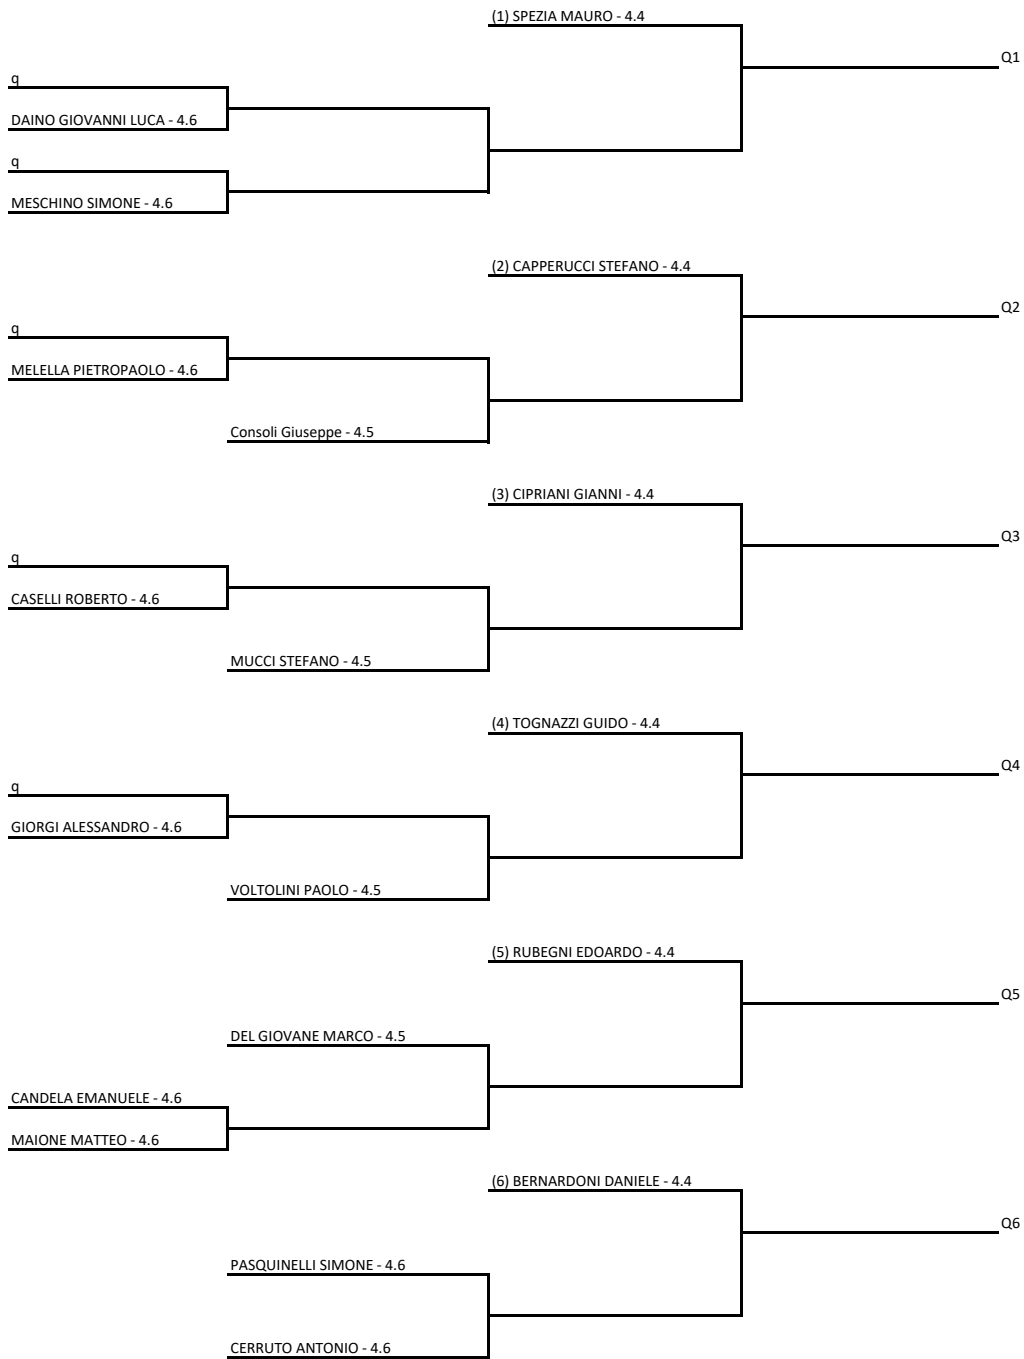 (1) SPEZIA MAURO - 4.4
Q1
q
DAINO GIOVANNI LUCA - 4.6
q
MESCHINO SIMONE - 4.6
(2) CAPPERUCCI STEFANO - 4.4
Q2
q
MELELLA PIETROPAOLO - 4.6
Consoli Giuseppe - 4.5
(3) CIPRIANI GIANNI - 4.4
Q3
q
CASELLI ROBERTO - 4.6
MUCCI STEFANO - 4.5
(4) TOGNAZZI GUIDO - 4.4
Q4
q
GIORGI ALESSANDRO - 4.6
VOLTOLINI PAOLO - 4.5
(5) RUBEGNI EDOARDO - 4.4
Q5
DEL GIOVANE MARCO - 4.5
CANDELA EMANUELE - 4.6
MAIONE MATTEO - 4.6
(6) BERNARDONI DANIELE - 4.4
Q6
PASQUINELLI SIMONE - 4.6
CERRUTO ANTONIO - 4.6